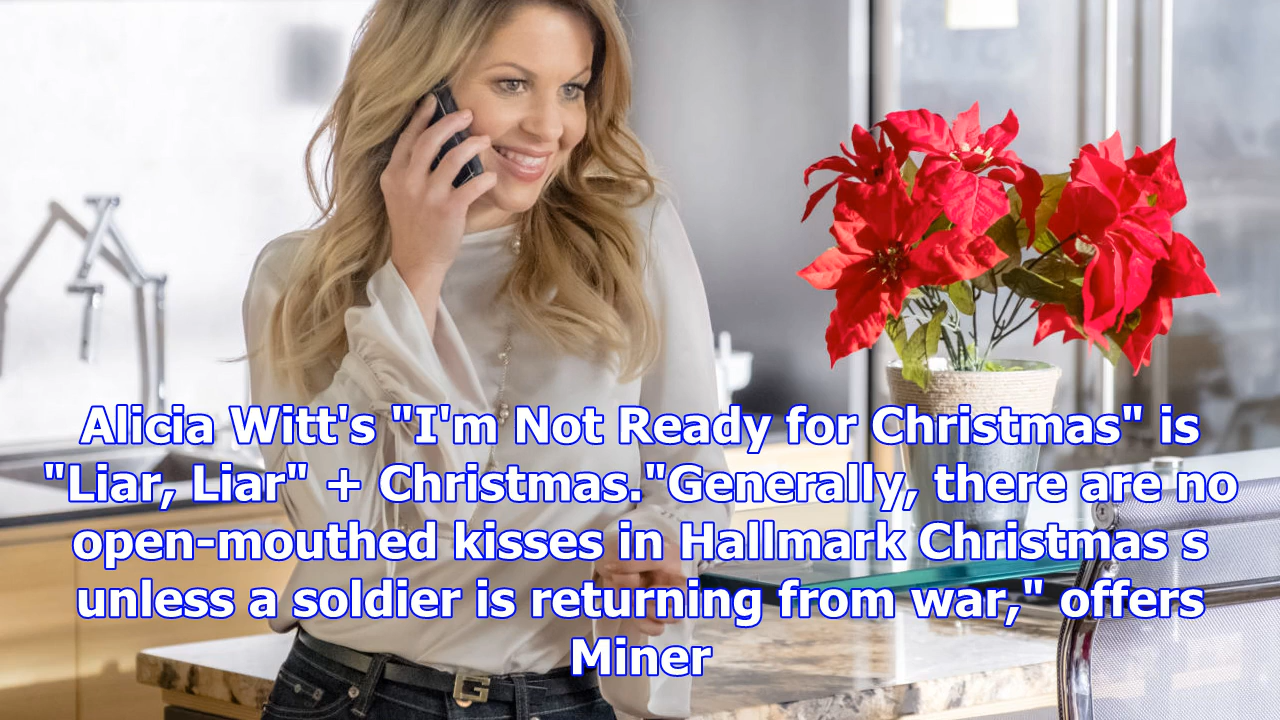 Alicia Witt's "I'm Not Ready for Christmas" is
"Liar, Liar" + Christmas."Generally, there are no
open-mouthed kisses in Hallmark Christmas s
unless a soldier is returning from war," offers
Miner
G